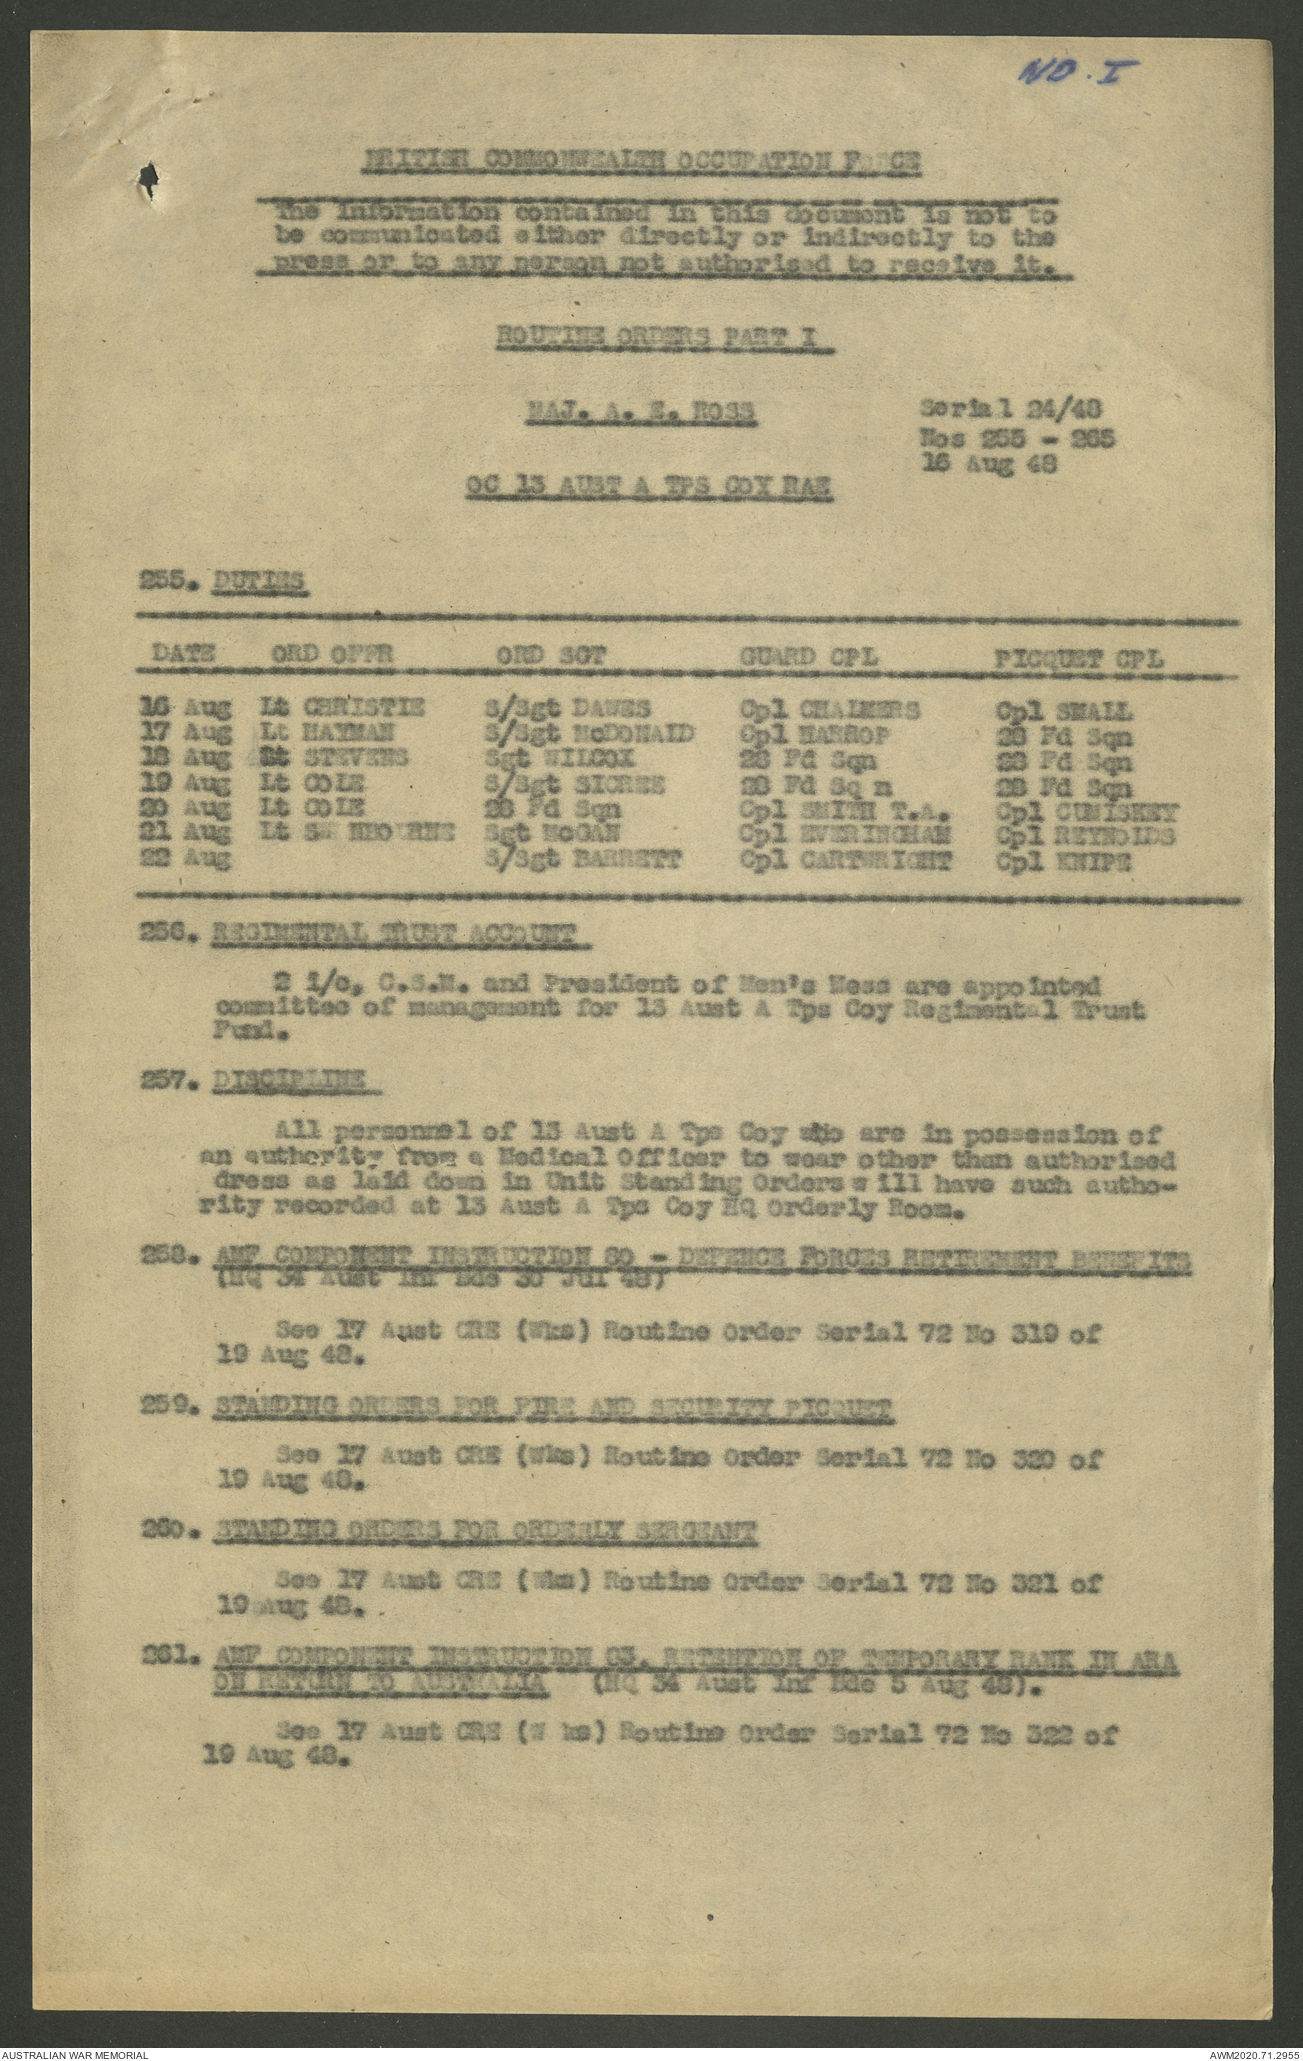 NO. I
BRITISH COMMONWEALTH OCCUPATION FORCE
The information contained in this document is not to
be communicated either directly or indirectly to the
press or to any person not authorised to receive it.
ROUTINE ORDERS PART I
MAJ. A. E. ROSS
Serial 24/48
Nos 255 - 265
16 Aug 48
OC 13 AUST A TPS COY RAE
255. DUTIES
DATE ORD OFFR ORD SGT GUARD CPL PICQUET CPL
16 Aug Lt CHRISTIE S/Sgt DAWES Cpl CHALMERS Cpl SMALL
17 Aug Lt HAYMAN S/Sgt McDONALD Cpl HARROP 28 Fd Sqn
18 Aug Lt STEVENS Sgt WILCOX 28 Fd Sqn 28 Fd Sqn
19 Aug Lt COLE S/Sgt SICREE 28 Fd Sq n 28 Fd Sqn
20 Aug Lt COLE 28 Fd Sqn Cpl SMITH T.A. Cpl CUMISKEY
21 Aug Lt Sgt McGAN Cpl EVERINGHAM Cpl REYNOLDS
22 Aug S/Sgt BARRETT Cpl CARTWRIGHT Cpl KNIPE
256. REGIMENTAL TRUST ACCOUNT
2 i/c, C.S.M. and President of Men's Mess are appointed
committee of management for 13 Aust A Tps Coy Regimental Trust
Fund.
257. DISCIPLINE
All personnel of 13 Aust A Tps Coy who are in possession of
an authority from a Medical Officer to wear other than authorised
dress as laid down in Unit Standing Orders will have such autho-
rity recorded at 13 Aust A Tps Coy HQ Orderly Room.
258. AMF COMPONENT INSTRUCTION 60 - DEFENCE FORCES RETIREMENT BENEFITS
(HQ 34 Aust Inf Bde 30 Jul 48)
See 17 Aust CRE (Wks) Routine Order Serial 72 No 319 of
19 Aug 48.
259. STANDING ORDERS FOR FIRE AND SECURITY PICQUET
See 17 Aust CRE (Wks) Routine Order Serial 72 No 320 of
19 Aug 48.
260. STANDING ORDERS FOR ORDERLY SERGEANT
See 17 Aust CRE (Wks) Routine Order Serial 72 No 321 of
19 Aug 48.
261. AMF COMPONENT INSTRUCTION 63. RETENTION OF TEMPORARY RANK IN ARA
ON RETURN TO AUSTRALIA (HQ 34 Aust Inf Bde 5 Aug 48).
See 17 Aust CRE (W ks) Routine Order Serial 72 No 322 of
19 Aug 48.
AUSTRALIAN WAR MEMORIAL
AWM2020.71.2955